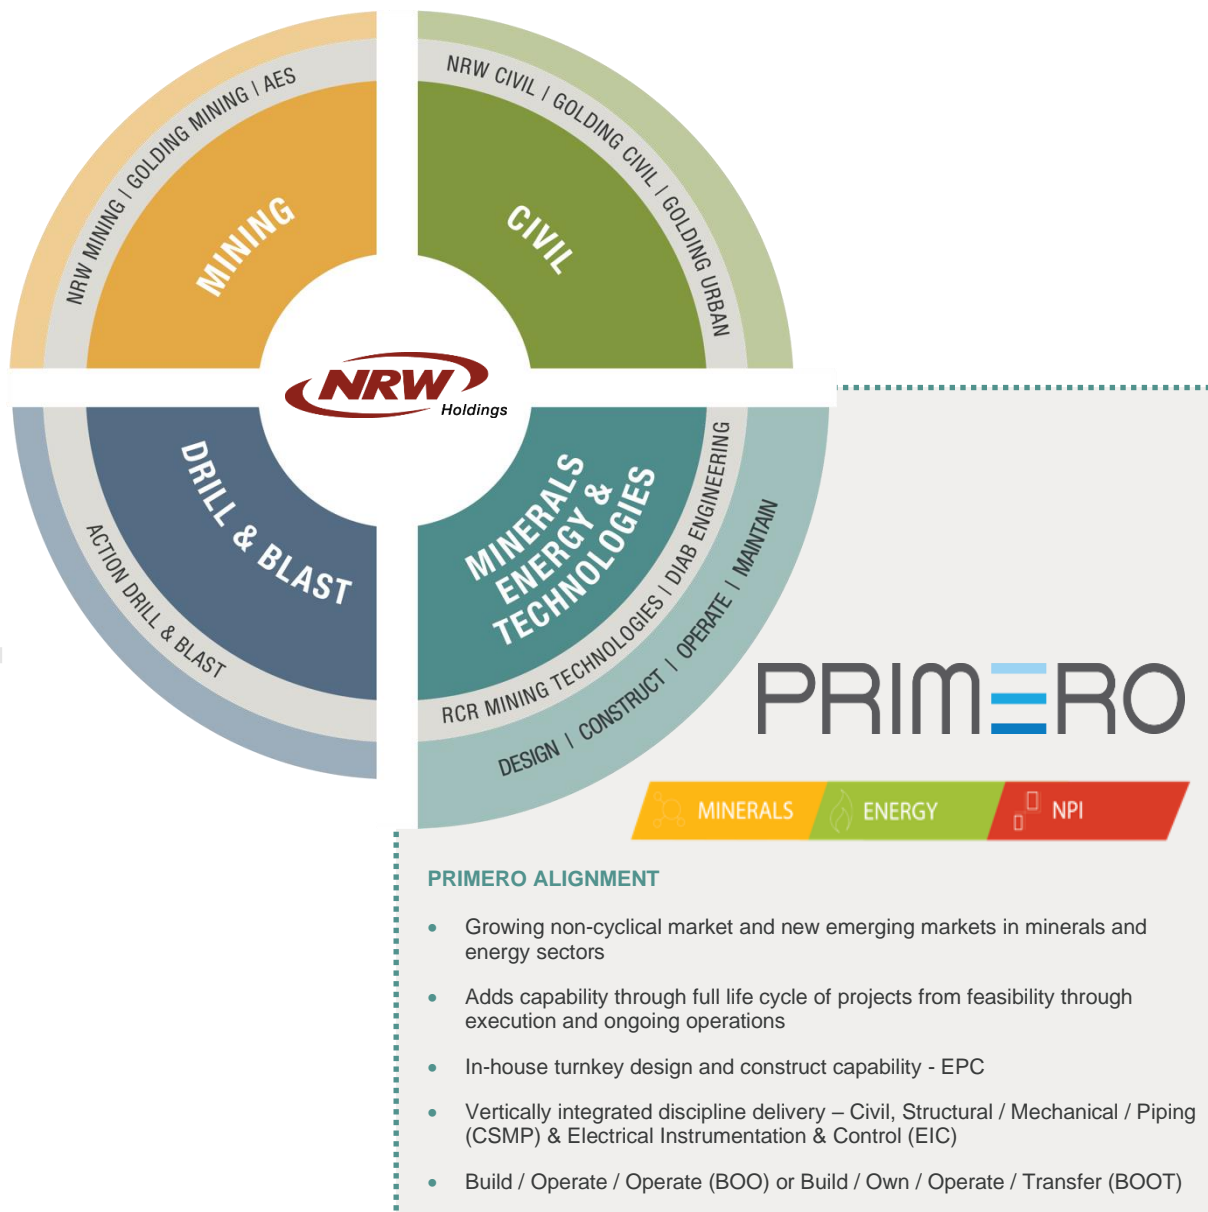 NRW MINING | GOLDING MINING | AES
MINING
NRW CIVIL | GOLDING CIVIL | GOLDING URBAN
CIVIL
NRW
Holdings
DRILL & BLAST
ACTION DRILL & BLAST
MINERALS
ENERGY &
TECHNOLOGIES
RCR MINING TECHNOLOGIES | DIAB ENGINEERING
DESIGN | CONSTRUCT | OPERATE | MAINTAIN
PRIMERO
MINERALS
ENERGY
NPI
PRIMERO ALIGNMENT
• Growing non-cyclical market and new emerging markets in minerals and
energy sectors
• Adds capability through full life cycle of projects from feasibility through
execution and ongoing operations
• In-house turnkey design and construct capability - EPC
• Vertically integrated discipline delivery – Civil, Structural / Mechanical / Piping
(CSMP) & Electrical Instrumentation & Control (EIC)
• Build / Operate / Operate (BOO) or Build / Own / Operate / Transfer (BOOT)